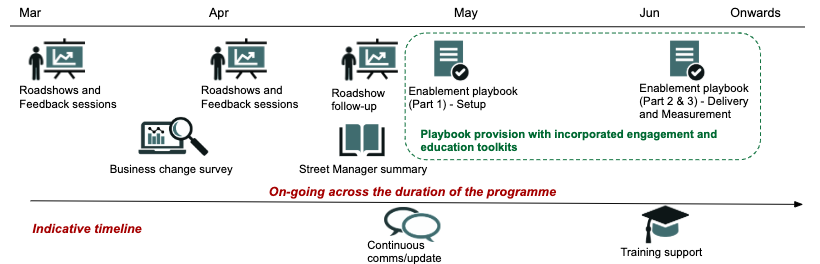 Mar Apr May Jun Onwards
Roadshows and
Feedback sessions
Roadshows and
Feedback sessions
Roadshow
follow-up
Enablement playbook
(Part 1) - Setup
Enablement playbook
(Part 2 & 3) - Delivery
and Measurement
Playbook provision with incorporated engagement and
education toolkits
Business change survey
Street Manager summary
On-going across the duration of the programme
Indicative timeline
Continuous
comms/update
Training support